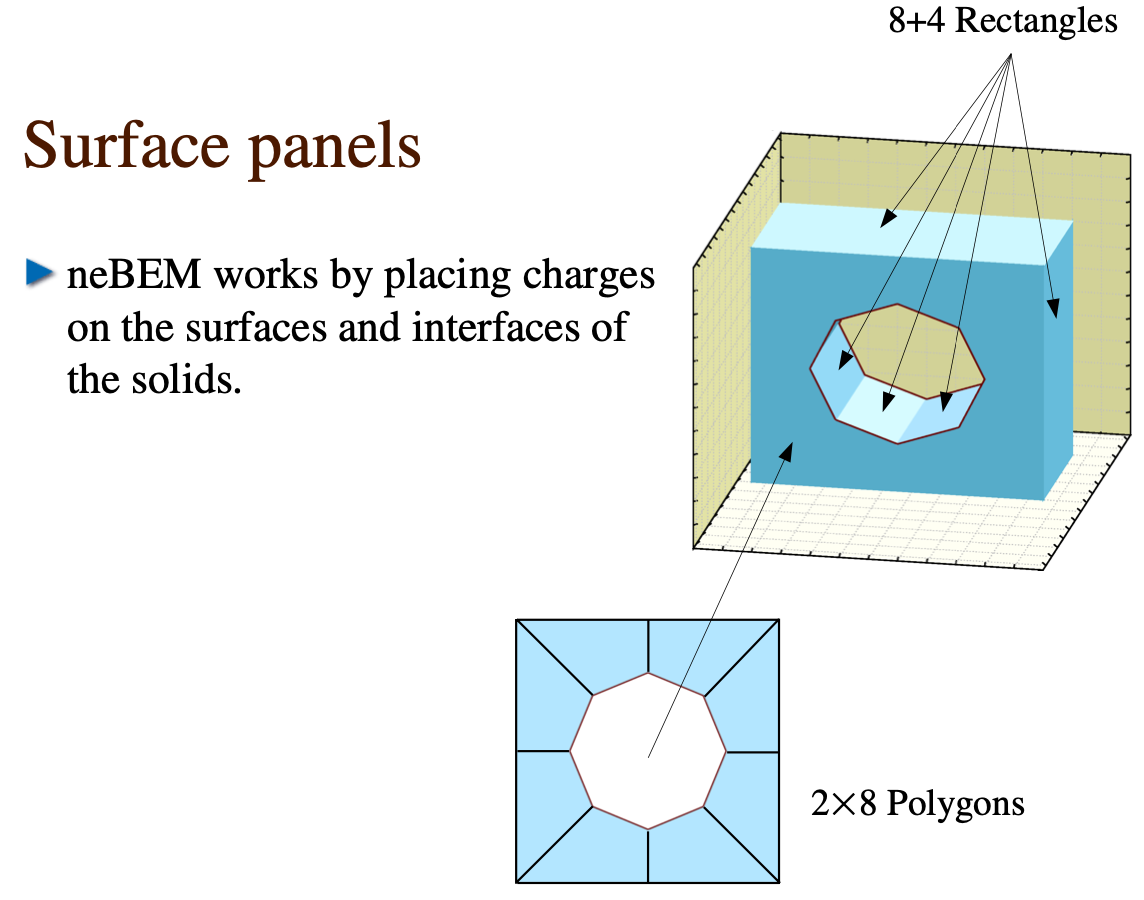 8+4 Rectangles
Surface panels
neBEM works by placing charges
on the surfaces and interfaces of
the solids.
2×8 Polygons